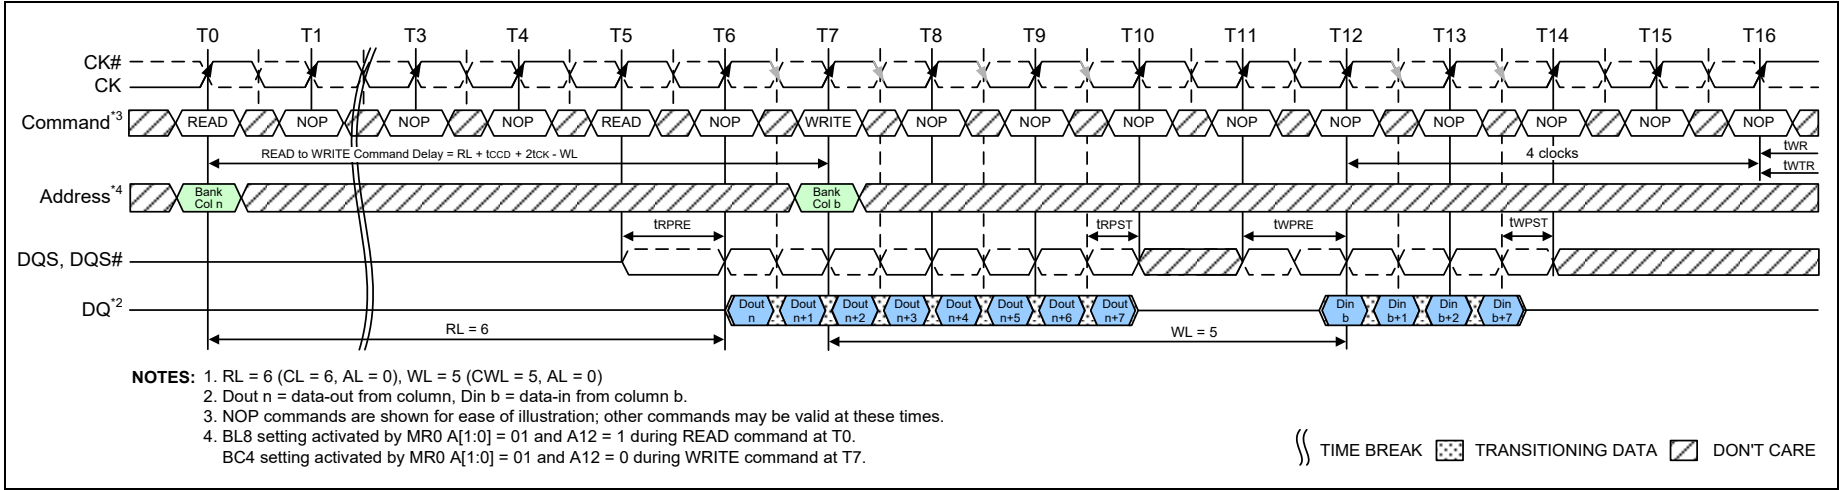 T0 T1 T3 T4 T5 T6 T7 T8 T9 T10 T11 T12 T13 T14 T15 T16
CK#
CK
Command*3 READ NOP NOP NOP READ NOP WRITE NOP NOP NOP NOP NOP NOP NOP NOP NOP
READ to WRITE Command Delay = RL + tCCD + 2tCK - WL
4 clocks
tWR
tWTR
Address*4
Bank
Col n
Bank
Col b
tRPRE tRPST tWPRE tWPST
DQS, DQS#
DQ*2
Dout
n
Dout
n+1
Dout
n+2
Dout
n+3
Dout
n+4
Dout
n+5
Dout
n+6
Dout
n+7
Din
b
Din
b+1
Din
b+2
Din
b+7
RL = 6
WL = 5
NOTES: 1. RL = 6 (CL = 6, AL = 0), WL = 5 (CWL = 5, AL = 0)
2. Dout n = data-out from column, Din b = data-in from column b.
3. NOP commands are shown for ease of illustration; other commands may be valid at these times.
4. BL8 setting activated by MR0 A[1:0] = 01 and A12 = 1 during READ command at T0.
BC4 setting activated by MR0 A[1:0] = 01 and A12 = 0 during WRITE command at T7.
TIME BREAK TRANSITIONING DATA DON'T CARE